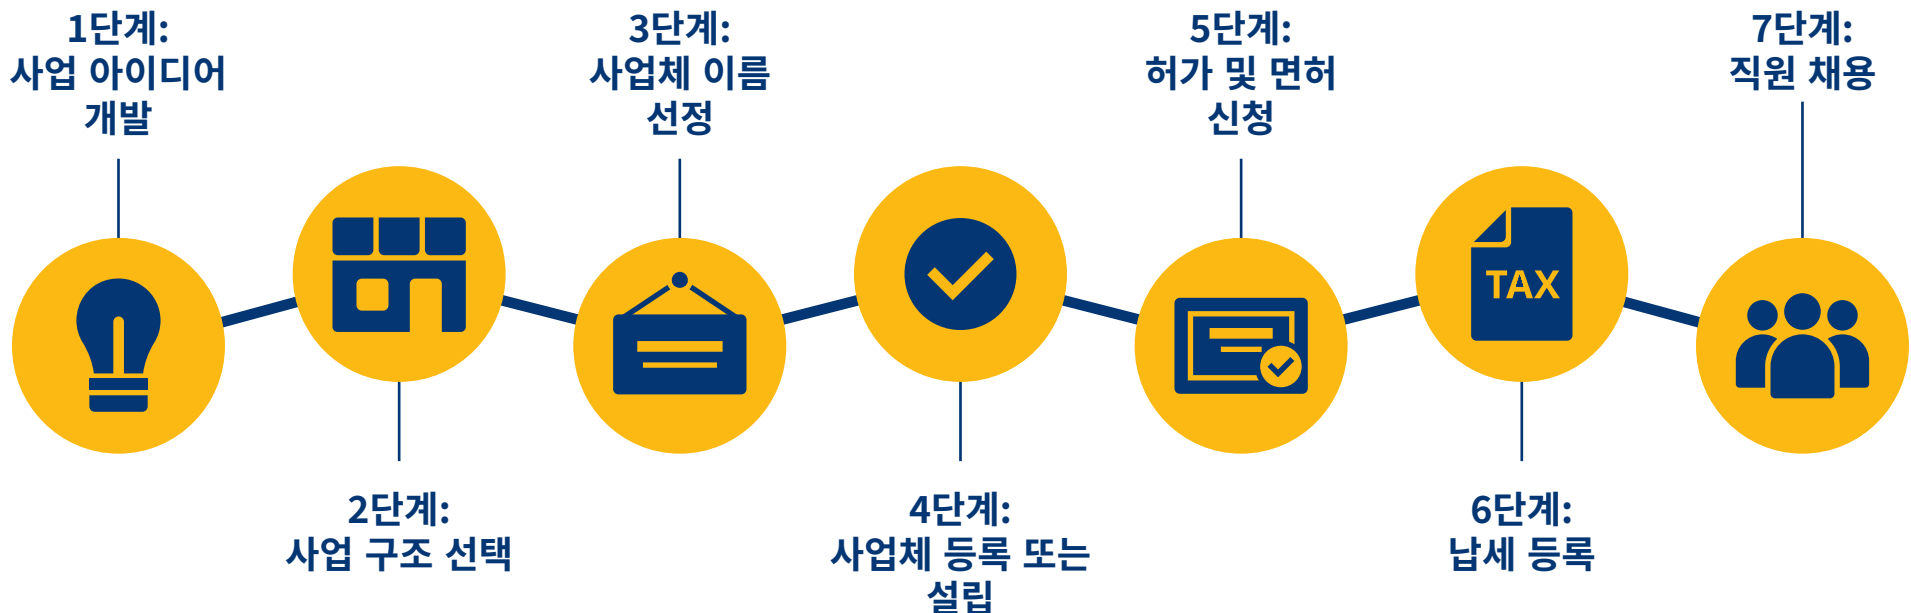 1단계:
사업 아이디어
개발
2단계:
사업 구조 선택
3단계:
사업체 이름
선정
4단계:
사업체 등록 또는
설립
5단계:
허가 및 면허
신청
6단계:
납세 등록
TAX
7단계:
직원 채용